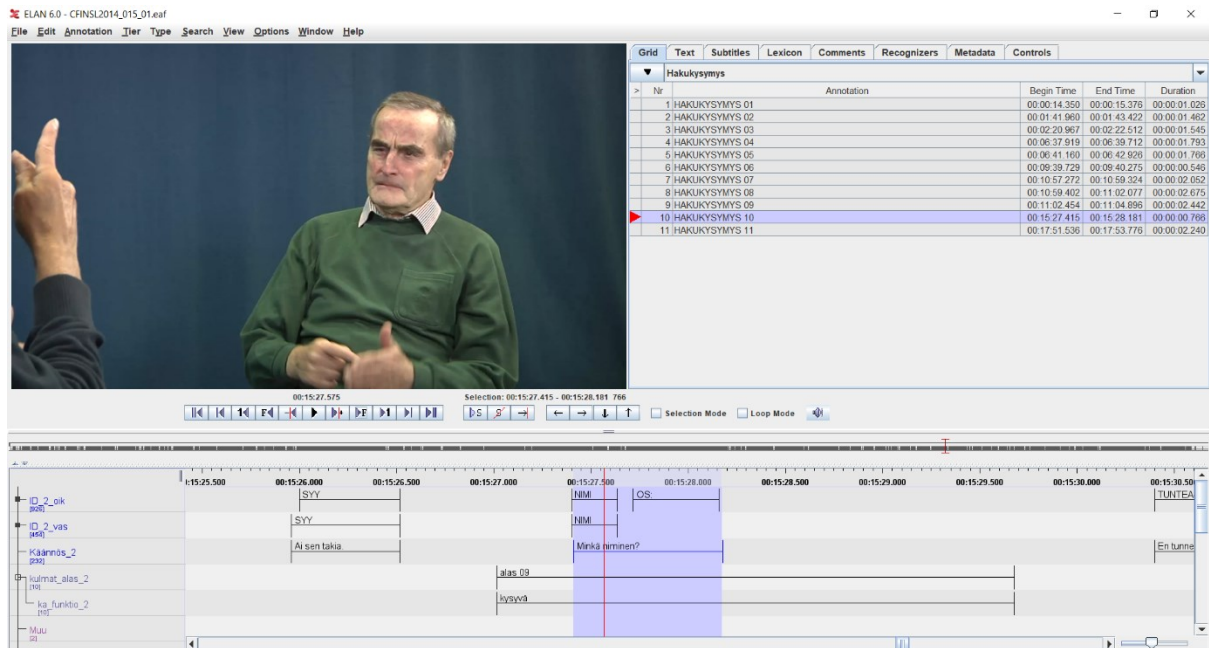 ELAN 6.0 - CFINSL2014_015_01.eaf
File Edit Annotation Tier Type Search View Options Window Help
Grid Text Subtitles Lexicon Comments Recognizers Metadata Controls
Hakukysymys
> Nr Annotation Begin Time End Time Duration
1 HAKUKYSYMYS 01 00:00:14.350 00:00:15.376 00:00:01.026
2 HAKUKYSYMYS 02 00:01:41.960 00:01:43.422 00:00:01.462
3 HAKUKYSYMYS 03 00:02:20.967 00:02:22.512 00:00:01.545
4 HAKUKYSYMYS 04 00:06:37.919 00:06:39.712 00:00:01.793
5 HAKUKYSYMYS 05 00:06:41.160 00:06:42.926 00:00:01.766
6 HAKUKYSYMYS 06 00:09:39.729 00:09:40.275 00:00:00.546
7 HAKUKYSYMYS 07 00:10:57.272 00:10:59.324 00:00:02.052
8 HAKUKYSYMYS 08 00:10:59.402 00:11:02.077 00:00:02.675
9 HAKUKYSYMYS 09 00:11:02.454 00:11:04.896 00:00:02.442
10 HAKUKYSYMYS 10 00:15:27.415 00:15:28.181 00:00:00.766
11 HAKUKYSYMYS 11 00:17:51.536 00:17:53.776 00:00:02.240
00:15:27.575 Selection: 00:15:27.415 - 00:15:28.181 766
1 F F 1 S S Selection Mode Loop Mode
00:15:26.000 00:15:26.500 00:15:27.000 00:15:27.500 00:15:28.000 00:15:28.500 00:15:29.000 00:15:29.500 00:15:30.000
ID_2_oik SYY NIMI OS: TUNTEA
ID_2_vas SYY NIMI
Käännös_2 Ai sen takia. Minkä niminen? En tunne
[232]
kulmat_alas_2 alas 09
[10]
ka_funktio_2 kysyvä
[10]
Muu